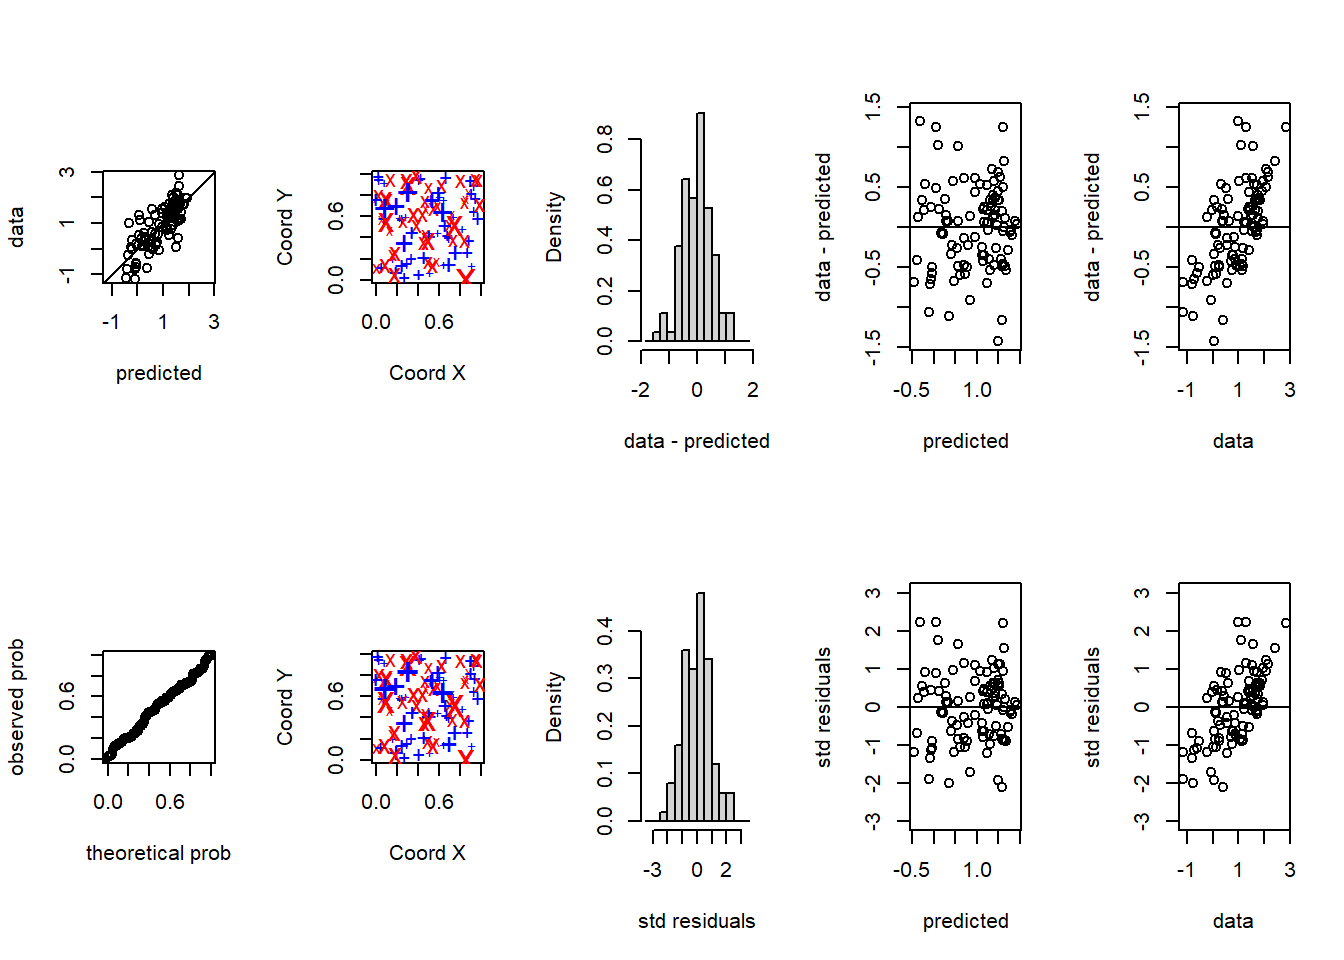 data
-1 1 3
-1 1 3
predicted
Coord Y
0.0 0.6
0.0 0.6
Coord X
Density
0.0 0.2 0.4 0.6 0.8
-2 0 2
data - predicted
data - predicted
-1.5 -0.5 0.5 1.5
-0.5 1.0
predicted
data - predicted
-1.5 -0.5 0.5 1.5
-1 1 3
data
observed prob
0.0 0.6
0.0 0.6
theoretical prob
Coord Y
0.0 0.6
0.0 0.6
Coord X
Density
0.0 0.1 0.2 0.3 0.4
-3 0 2
std residuals
std residuals
-3 -2 -1 0 1 2 3
-0.5 1.0
predicted
std residuals
-3 -2 -1 0 1 2 3
-1 1 3
data